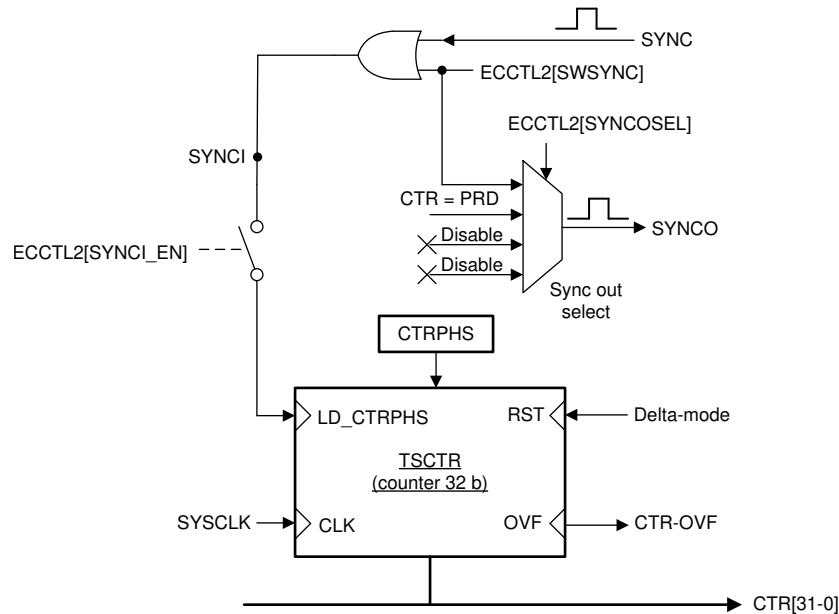 SYNC
ECCTL2[SWSYNC]
ECCTL2[SYNCOSEL]
SYNCI
CTR = PRD
SYNCO
Disable
ECCTL2[SYNCI_EN]
Disable
Sync out
select
CTRPHS
LD_CTRPHS
RST
Delta-mode
TSCTR
(counter 32 b)
SYSCLK
CLK
OVF
CTR-OVF
CTR[31-0]